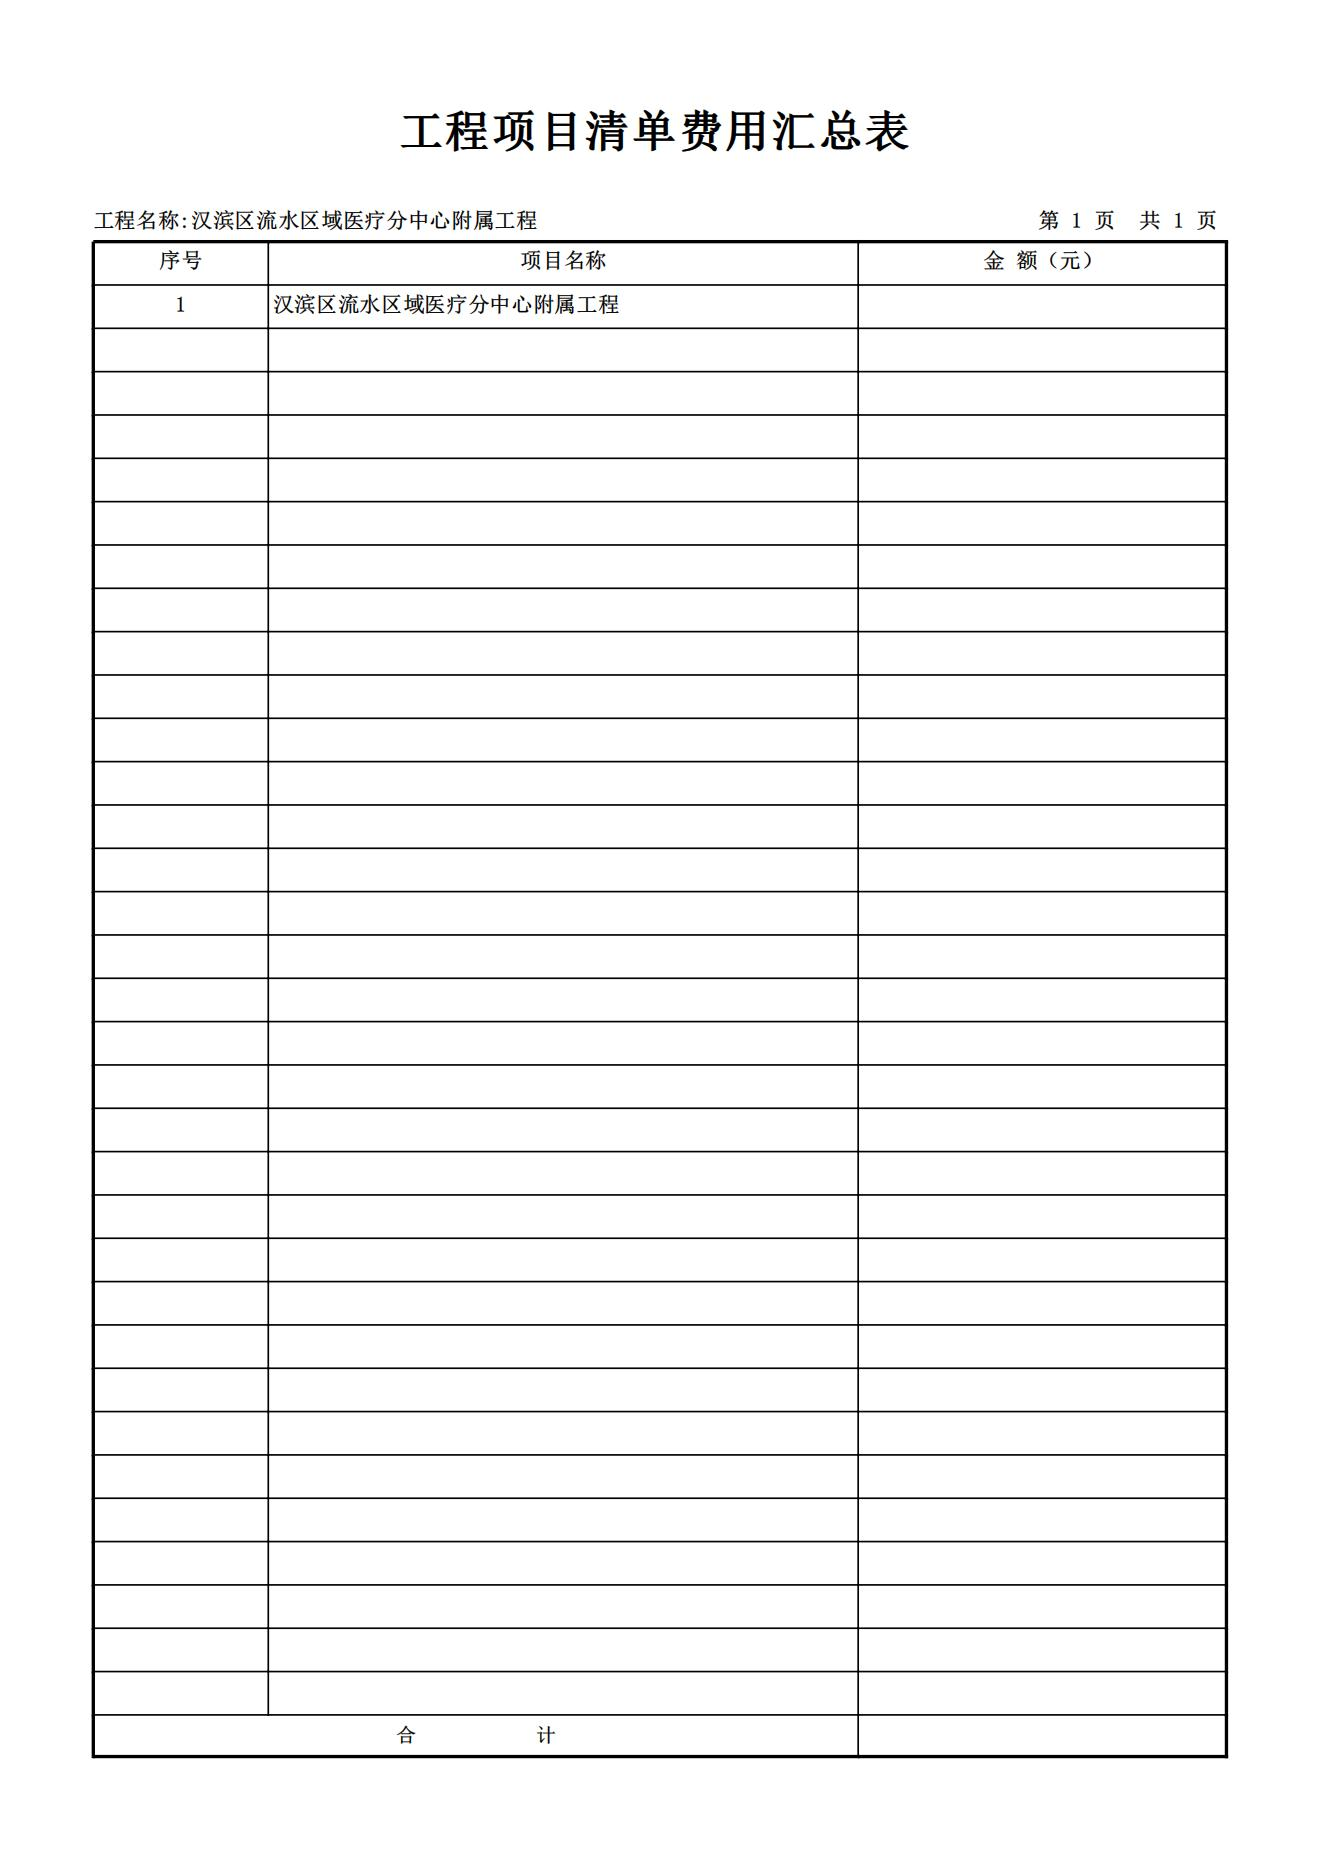 工程项目清单费用汇总表
工程名称:汉滨区流水区域医疗分中心附属工程 第 1 页 共 1 页
序号 项目名称 金 额（元）
1 汉滨区流水区域医疗分中心附属工程
合 计